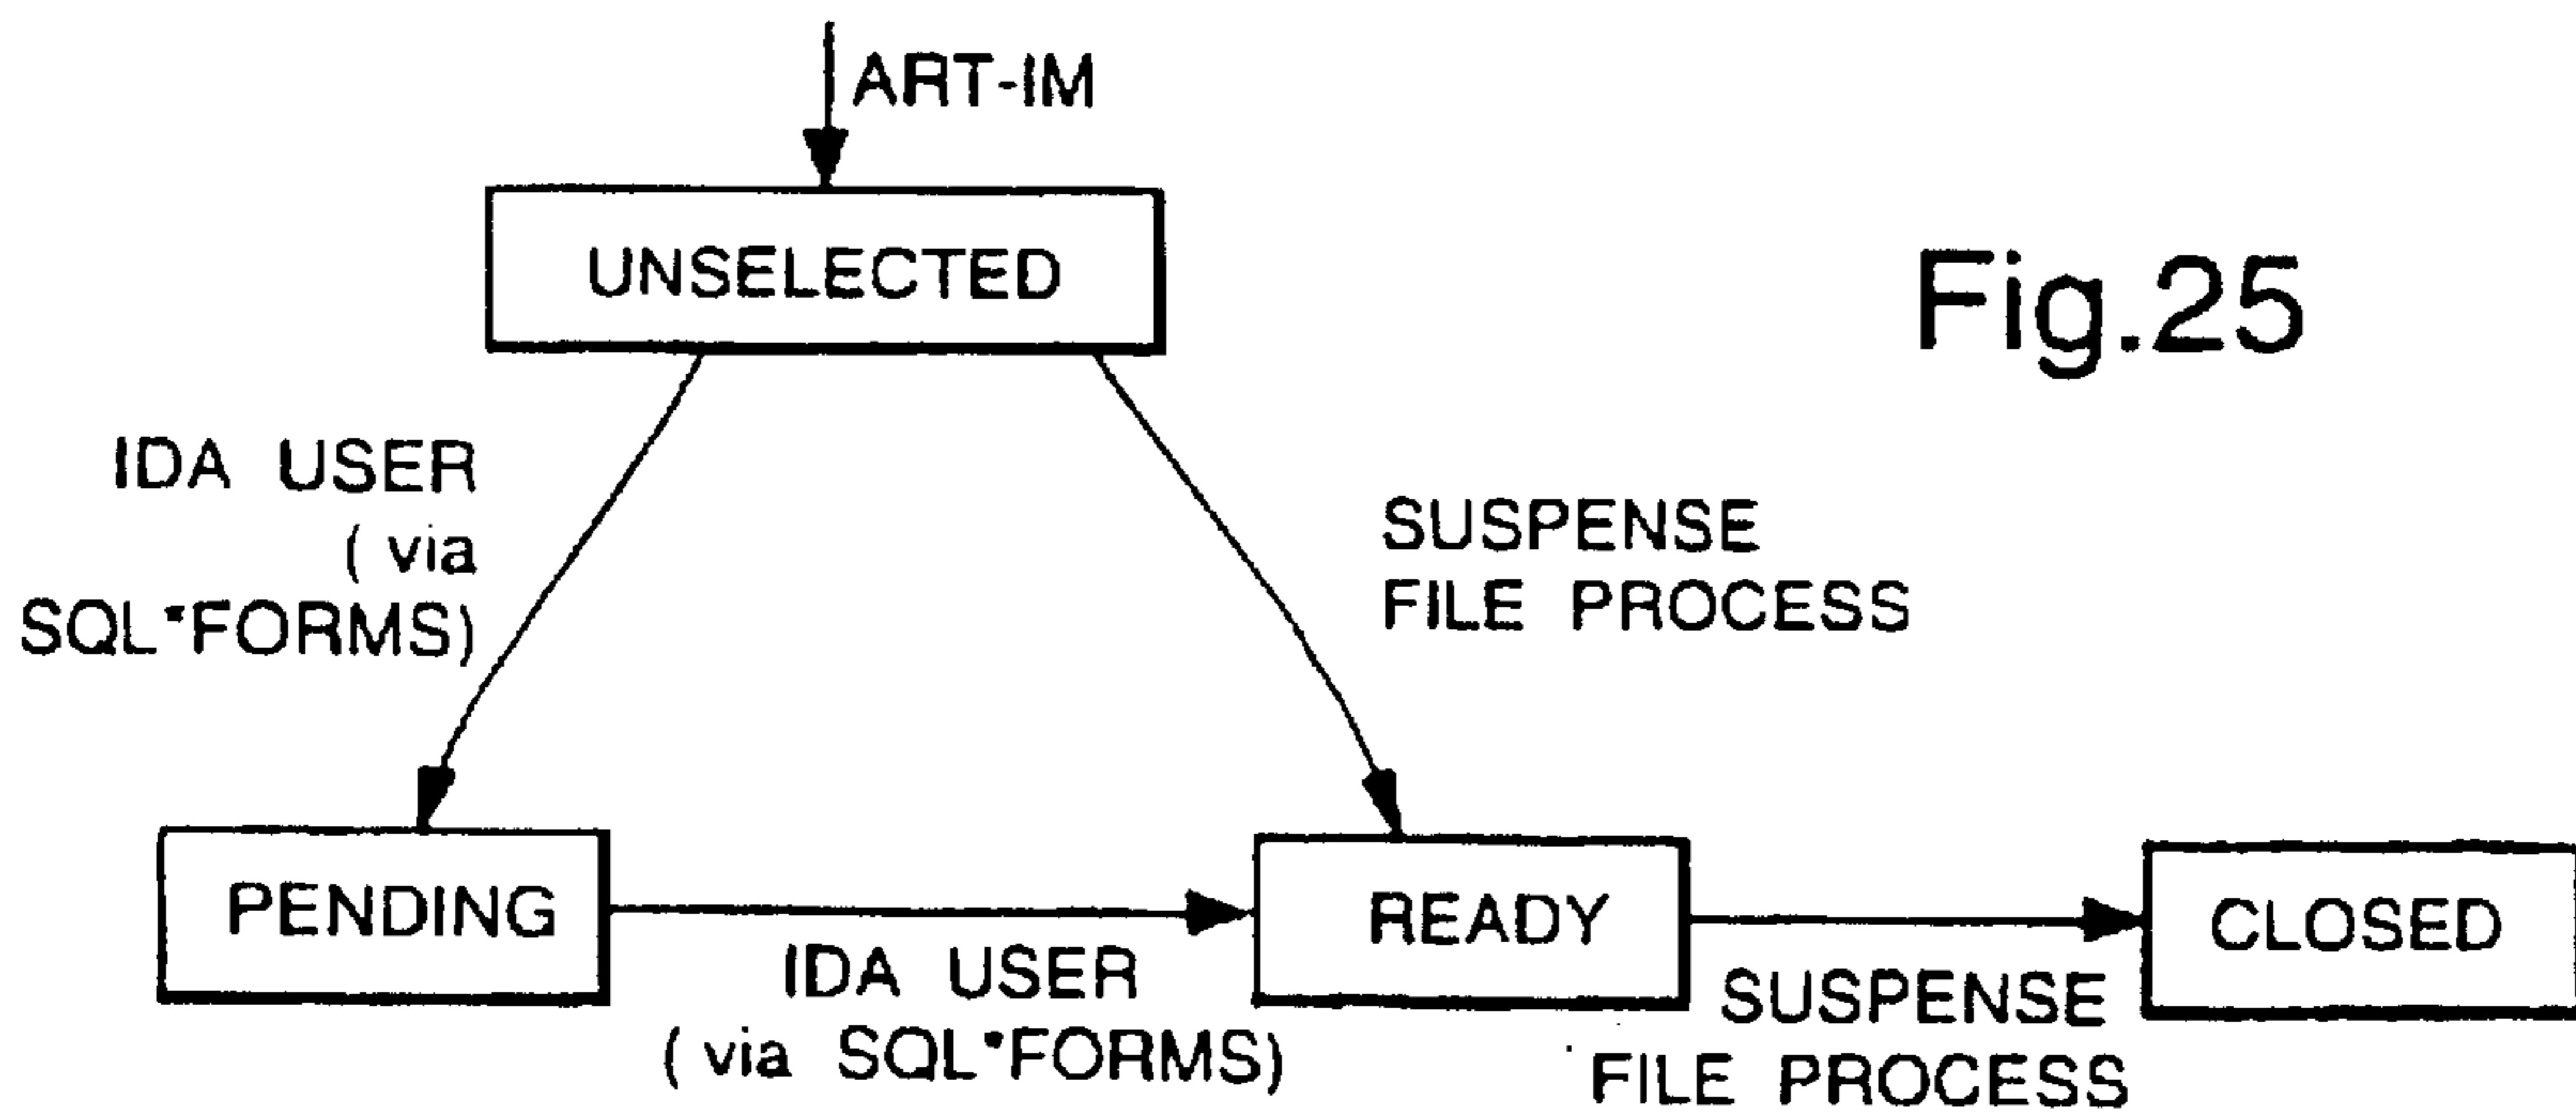 ART-IM
UNSELECTED
Fig.25
IDA USER
( via
SQL*FORMS)
SUSPENSE
FILE PROCESS
PENDING
READY
CLOSED
IDA USER
( via SQL*FORMS)
SUSPENSE
FILE PROCESS